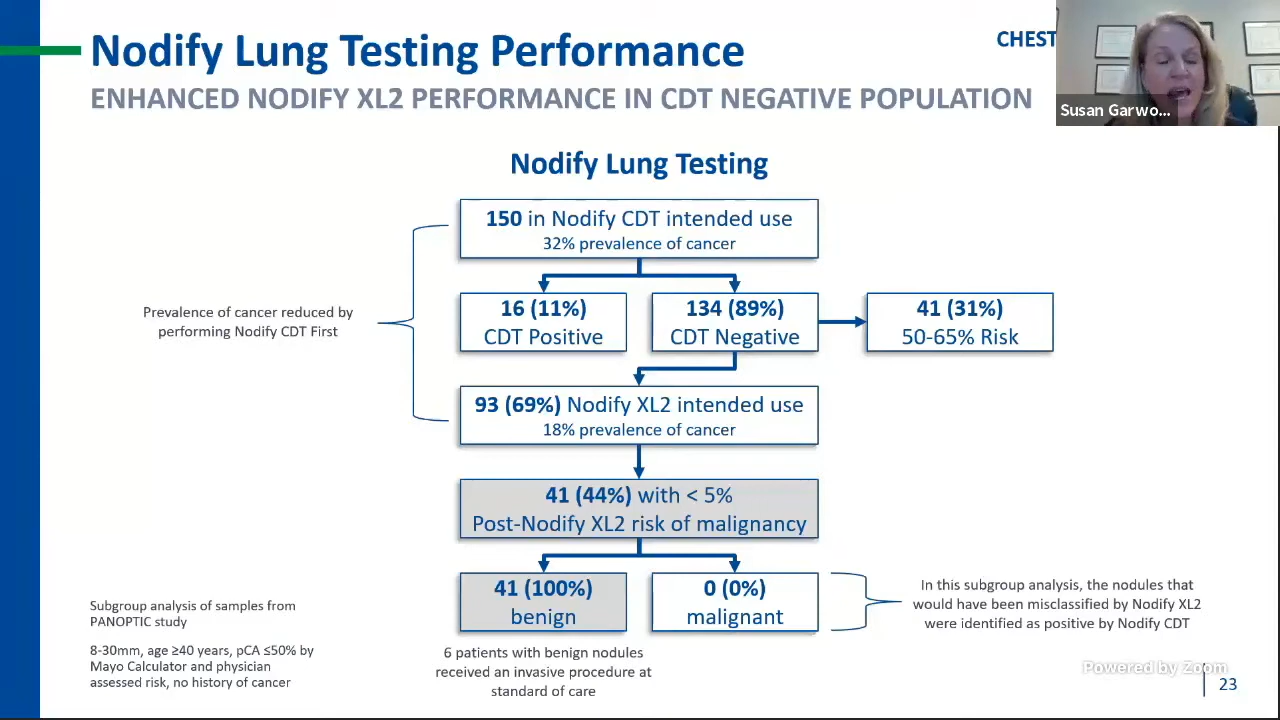 Nodify Lung Testing Performance
CHEST
ENHANCED NODIFY XL2 PERFORMANCE IN CDT NEGATIVE POPULATION
Susan Garwo...
Nodify Lung Testing
150 in Nodify CDT intended use
32% prevalence of cancer
Prevalence of cancer reduced by
performing Nodify CDT First
16 (11%)
CDT Positive
134 (89%)
CDT Negative
41 (31%)
50-65% Risk
93 (69%) Nodify XL2 intended use
18% prevalence of cancer
41 (44%) with < 5%
Post-Nodify XL2 risk of malignancy
41 (100%)
benign
0 (0%)
malignant
In this subgroup analysis, the nodules that
would have been misclassified by Nodify XL2
were identified as positive by Nodify CDT
6 patients with benign nodules
received an invasive procedure at
standard of care
Subgroup analysis of samples from
PANOPTIC study
8-30mm, age ≥40 years, pCA ≤50% by
Mayo Calculator and physician
assessed risk, no history of cancer
Powered by Zoom
23